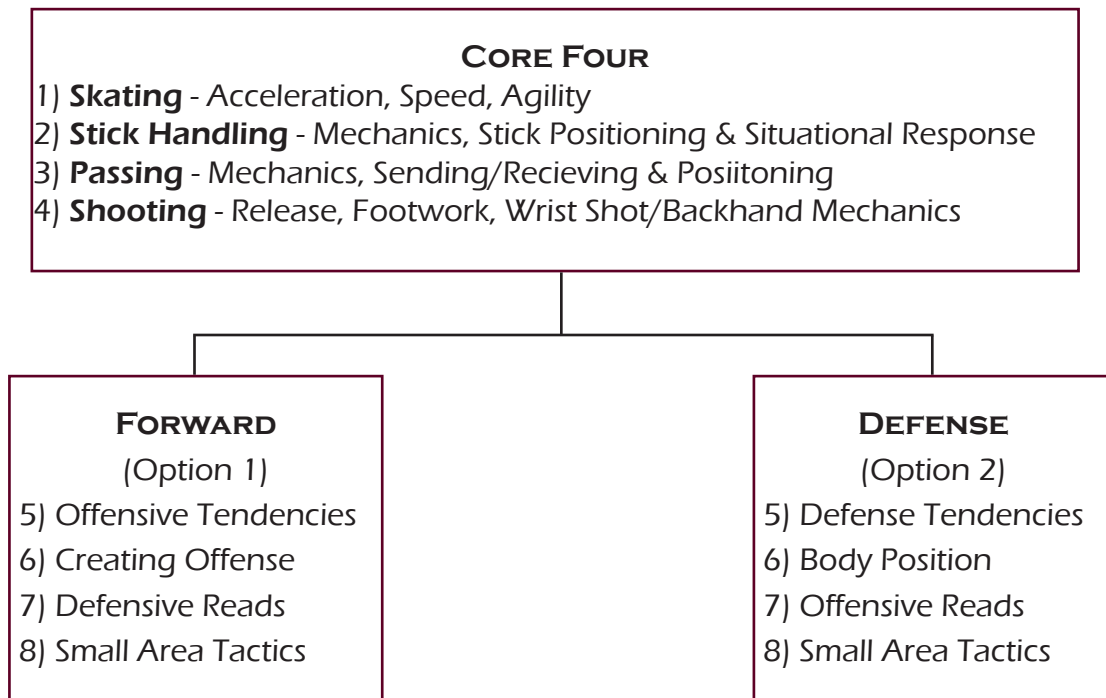 Core Four
1) Skating - Acceleration, Speed, Agility
2) Stick Handling - Mechanics, Stick Positioning & Situational Response
3) Passing - Mechanics, Sending/Recieving & Posiitoning
4) Shooting - Release, Footwork, Wrist Shot/Backhand Mechanics
Forward
(Option 1)
5) Offensive Tendencies
6) Creating Offense
7) Defensive Reads
8) Small Area Tactics
Defense
(Option 2)
5) Defense Tendencies
6) Body Position
7) Offensive Reads
8) Small Area Tactics